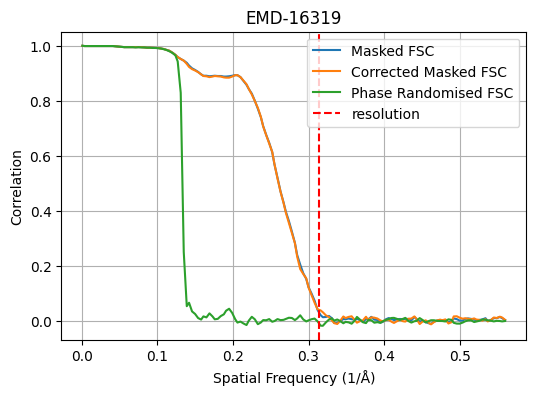 EMD-16319
Masked FSC
Corrected Masked FSC
Phase Randomised FSC
resolution
Correlation
1.0
0.8
0.6
0.4
0.2
0.0
0.0 0.1 0.2 0.3 0.4 0.5
Spatial Frequency (1/Å)